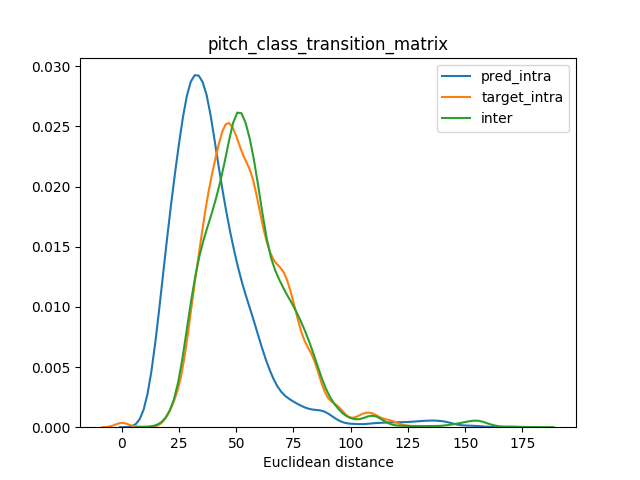 pitch_class_transition_matrix
0.030
0.025
0.020
0.015
0.010
0.005
0.000
pred_intra
target_intra
inter
0 25 50 75 100 125 150 175
Euclidean distance